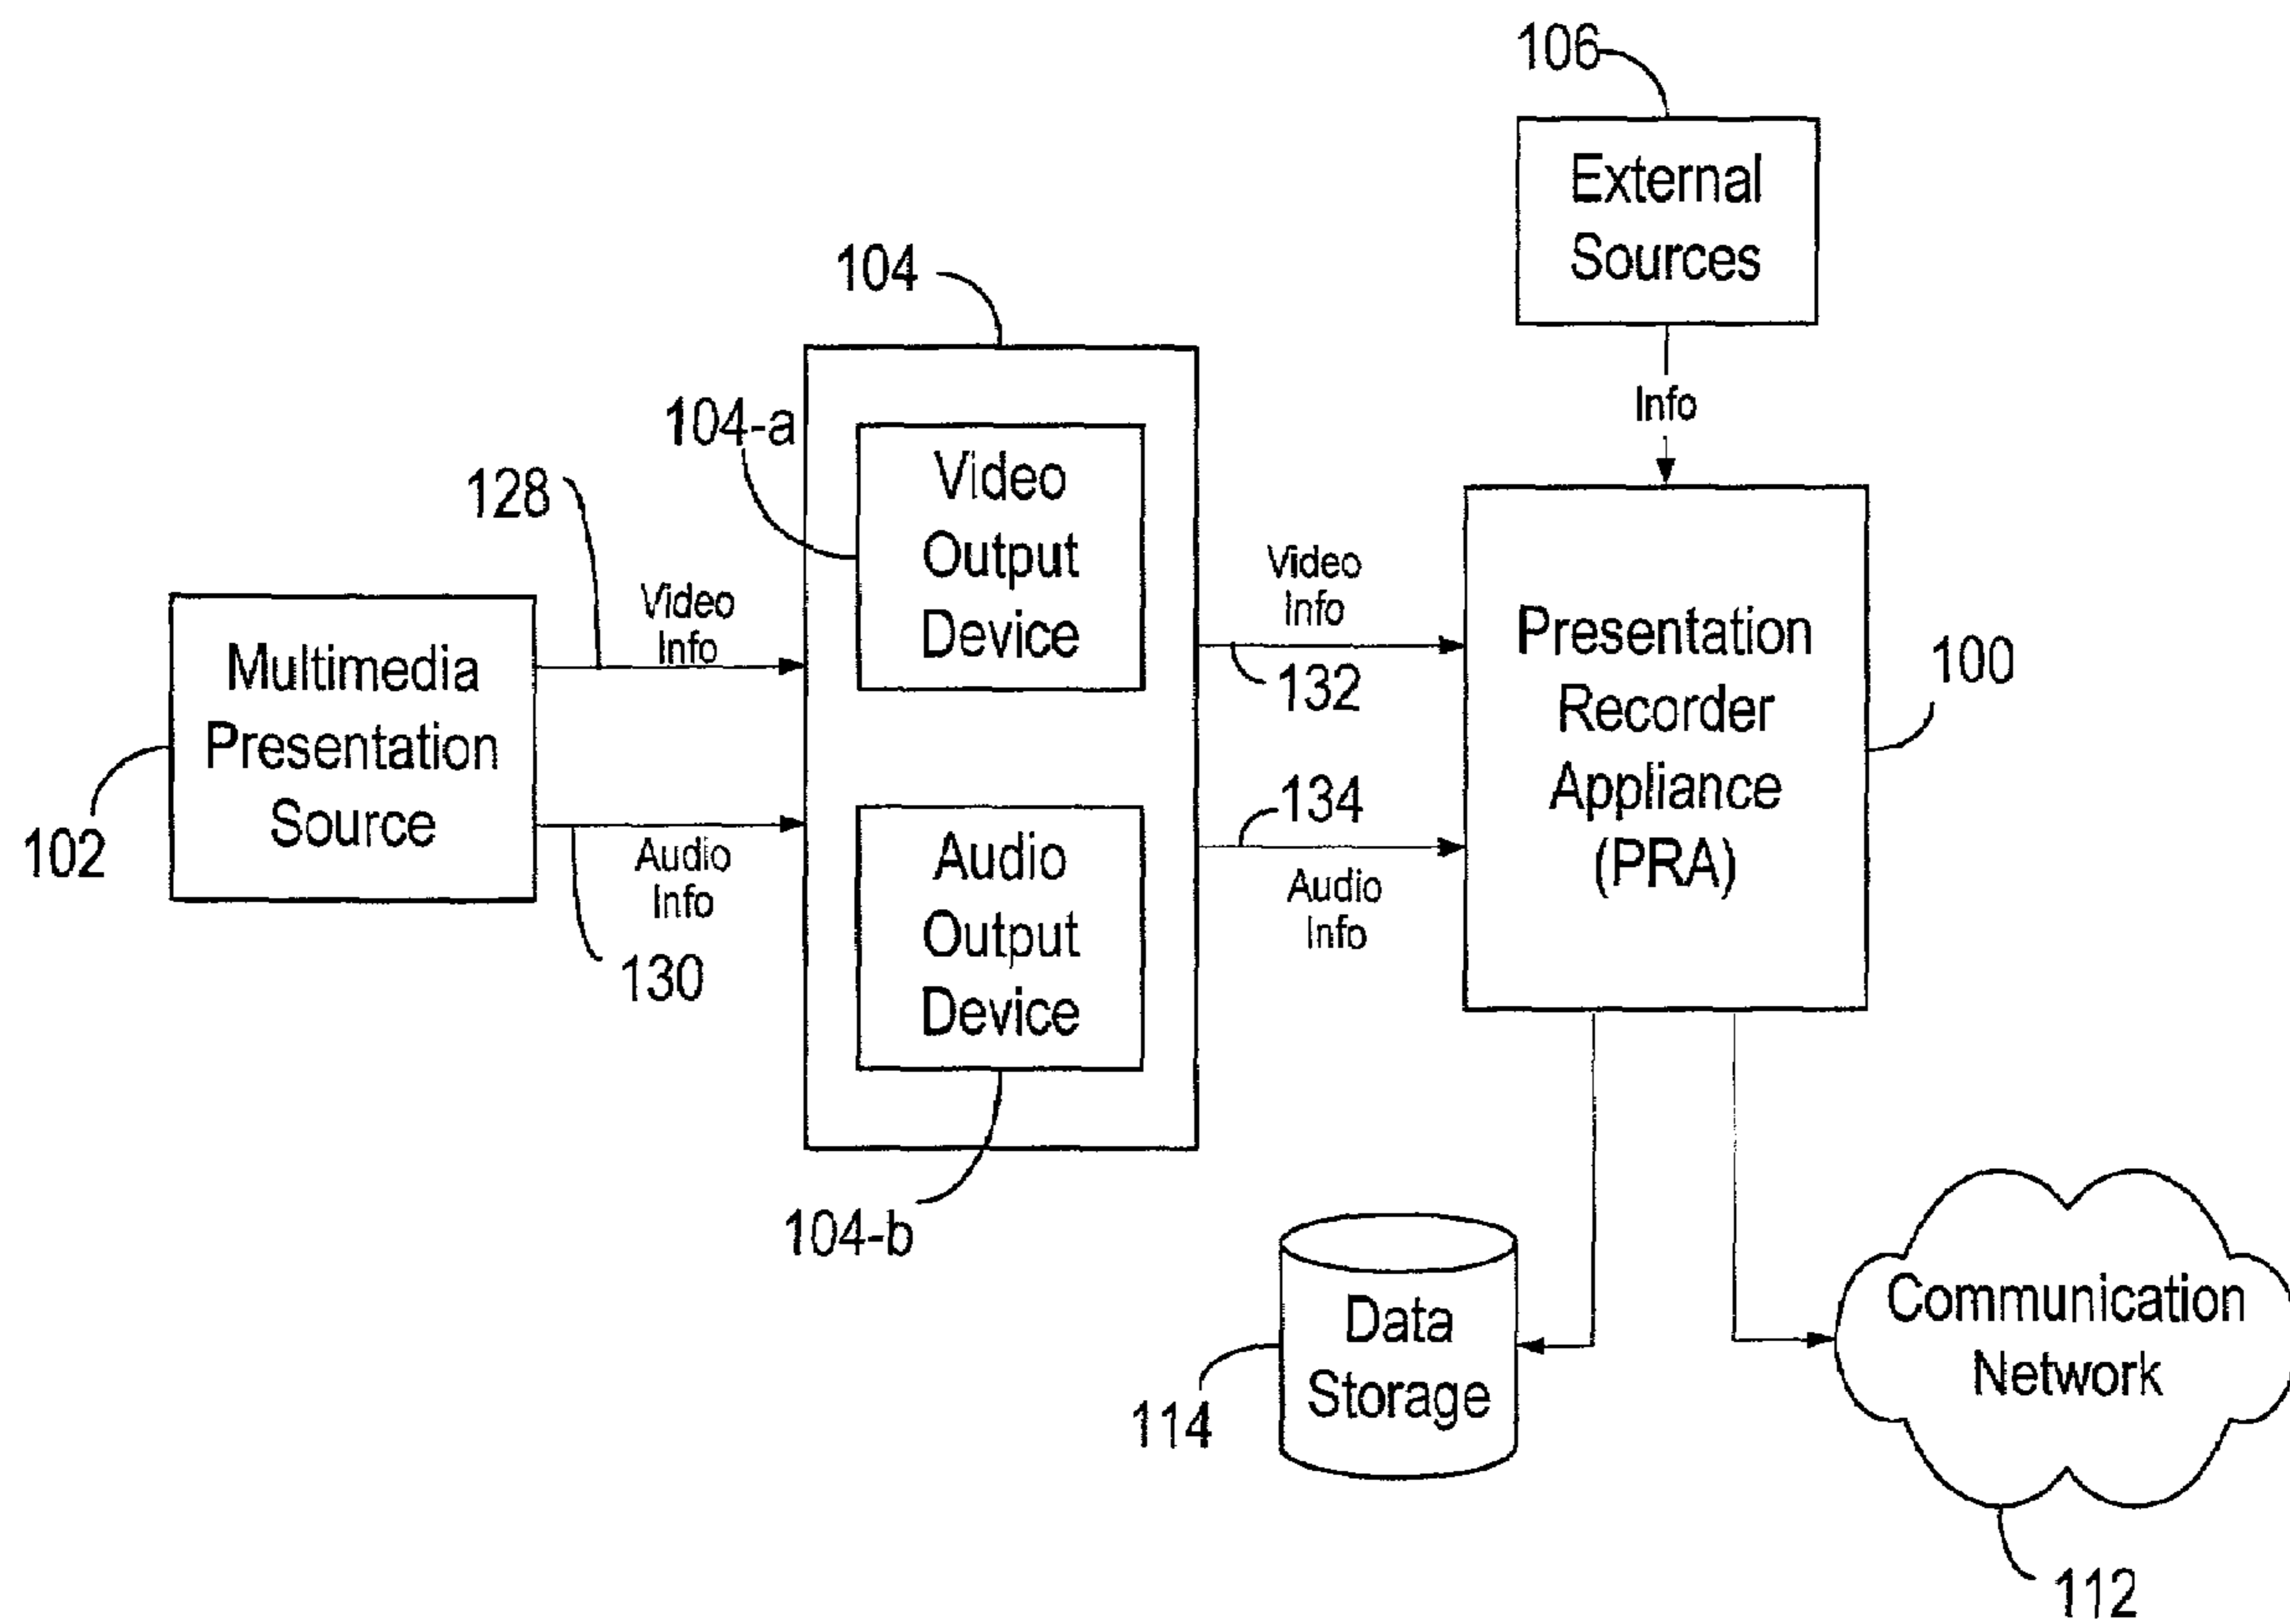 106
External
Sources
Info
104
104-a
Video
Output
Device
128
Video
Info
Multimedia
Presentation
Source
102
Audio
Info
130
Audio
Output
Device
104-b
Video
Info
132
134
Audio
Info
Presentation
Recorder
Appliance
(PRA)
100
Data
Storage
114
Communication
Network
112